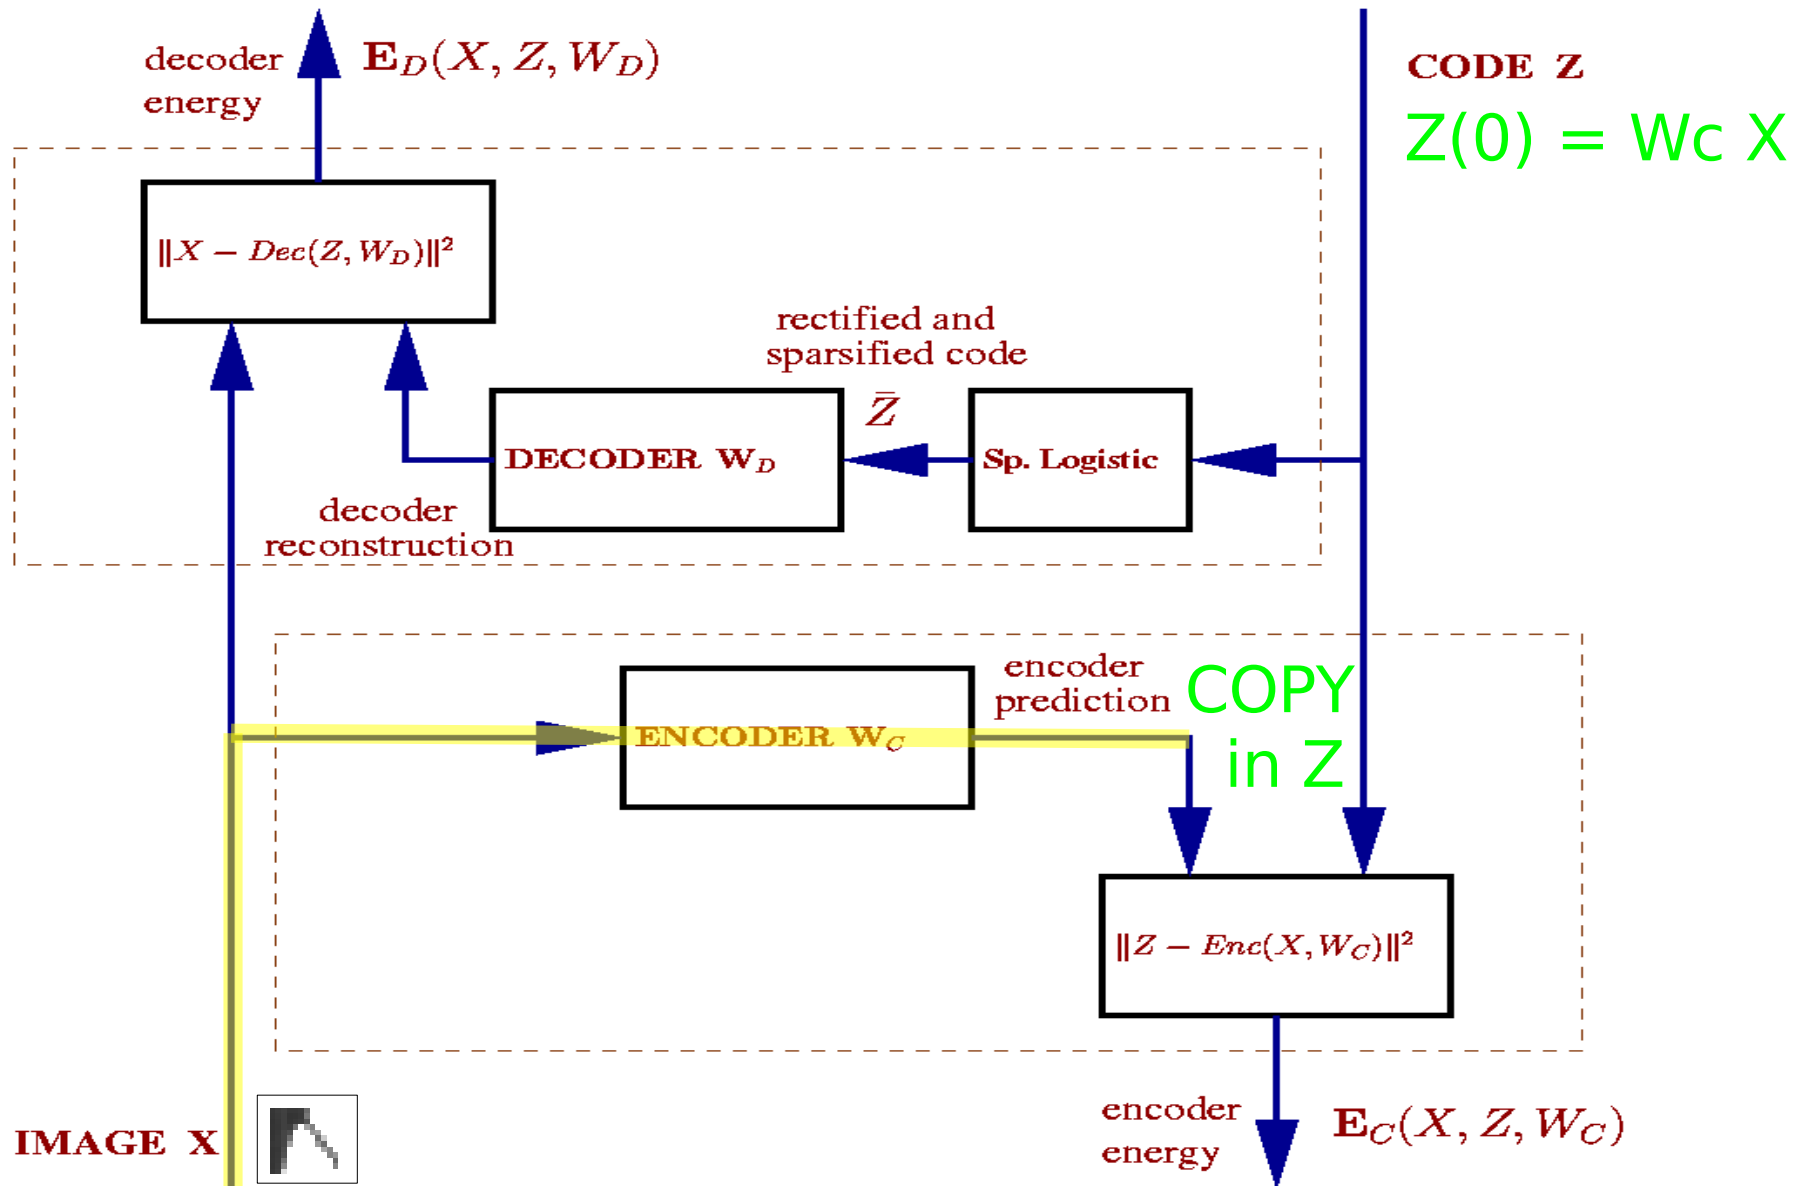 decoder
energy
𝐄_D(X, Z, W_D)
CODE Z
Z(0) = Wc X
‖X − Dec(Z, W_D)‖²
rectified and
sparsified code
Z̄
DECODER W_D
Sp. Logistic
decoder
reconstruction
encoder
prediction
COPY
in Z
ENCODER W_C
‖Z − Enc(X, W_C)‖²
IMAGE X
encoder
energy
𝐄_C(X, Z, W_C)